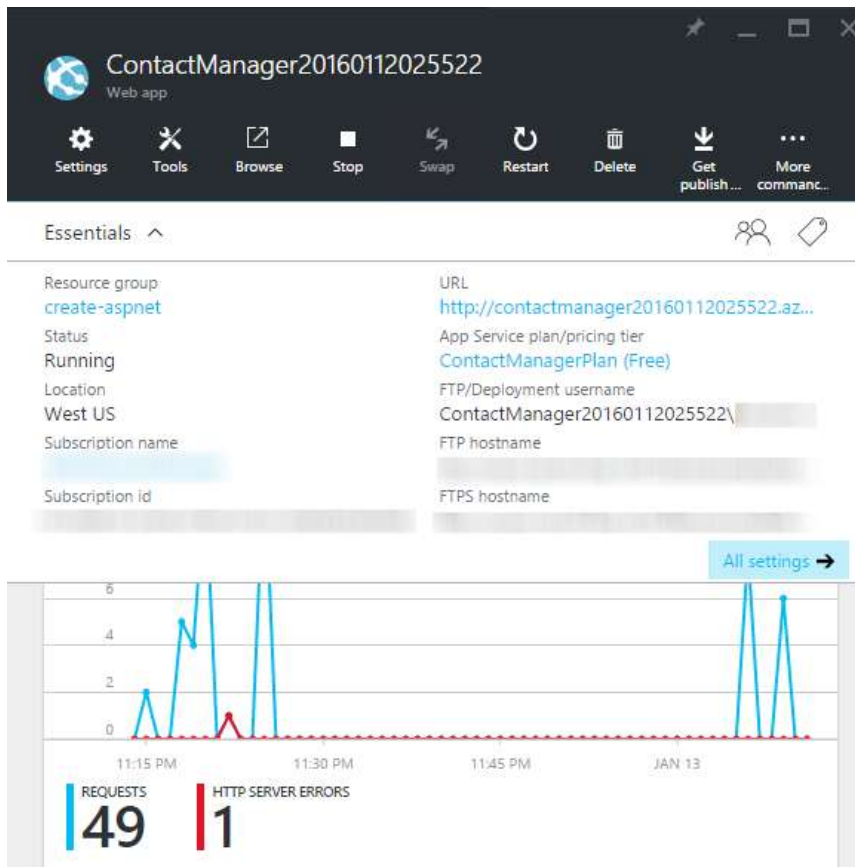 ContactManager20160112025522
Web app
Settings Tools Browse Stop Swap Restart Delete Get publish ... More commanc...
Essentials
Resource group
create-aspnet
URL
http://contactmanager20160112025522.az...
Status
Running
App Service plan/pricing tier
ContactManagerPlan (Free)
Location
West US
FTP/Deployment username
ContactManager20160112025522\
Subscription name
FTP hostname
Subscription id
FTPS hostname
All settings
6
4
2
0
11:15 PM 11:30 PM 11:45 PM JAN 13
REQUESTS
49
HTTP SERVER ERRORS
1